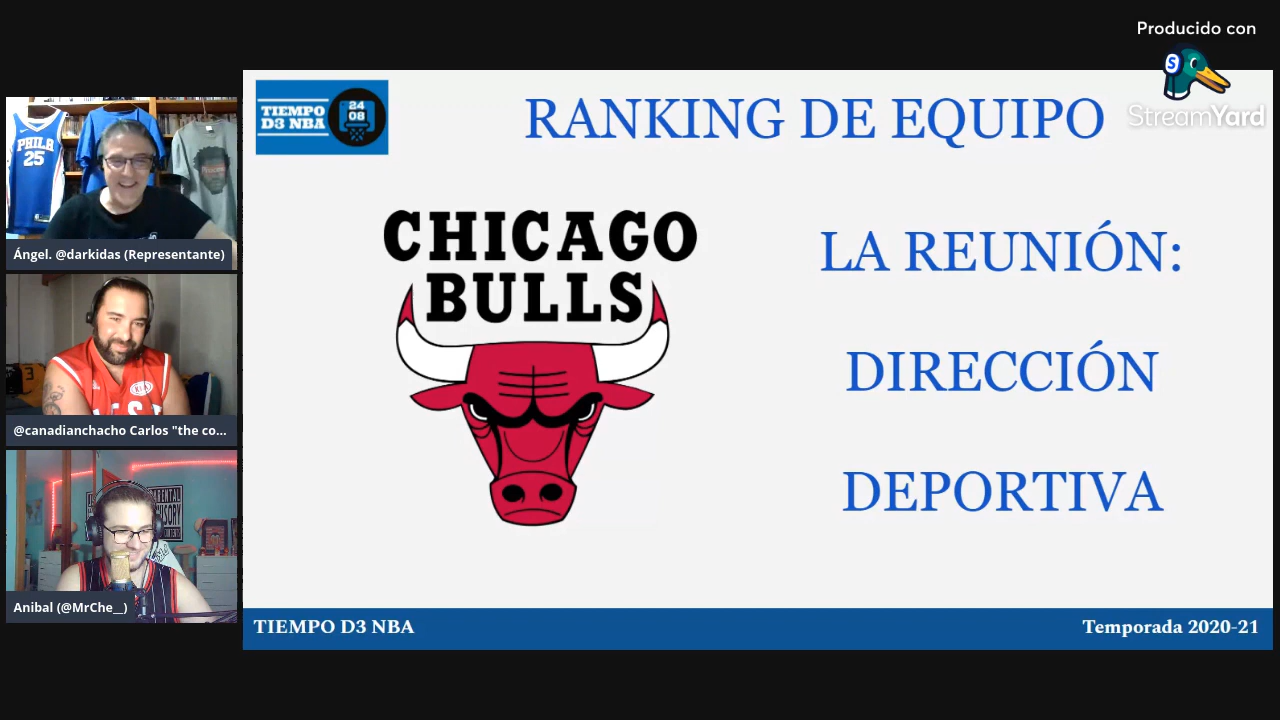 Producido con
StreamYard
TIEMPO
D3 NBA
24
08
RANKING DE EQUIPO
CHICAGO
BULLS
LA REUNIÓN:
DIRECCIÓN
DEPORTIVA
PHILA
25
Ángel. @darkidas (Representante)
3
@canadianchacho Carlos "the co...
Anibal (@MrChe__)
TIEMPO D3 NBA
Temporada 2020-21